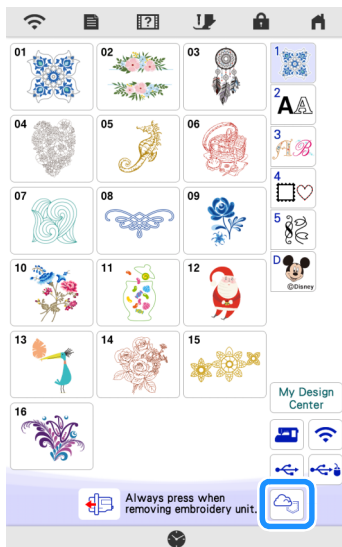 ?
01 02 03 1
2
AA
04 05 06 3
AB
4
07 08 09 5
D
©Disney
10 11 12
13 14 15
My Design
Center
16
Always press when
removing embroidery unit.